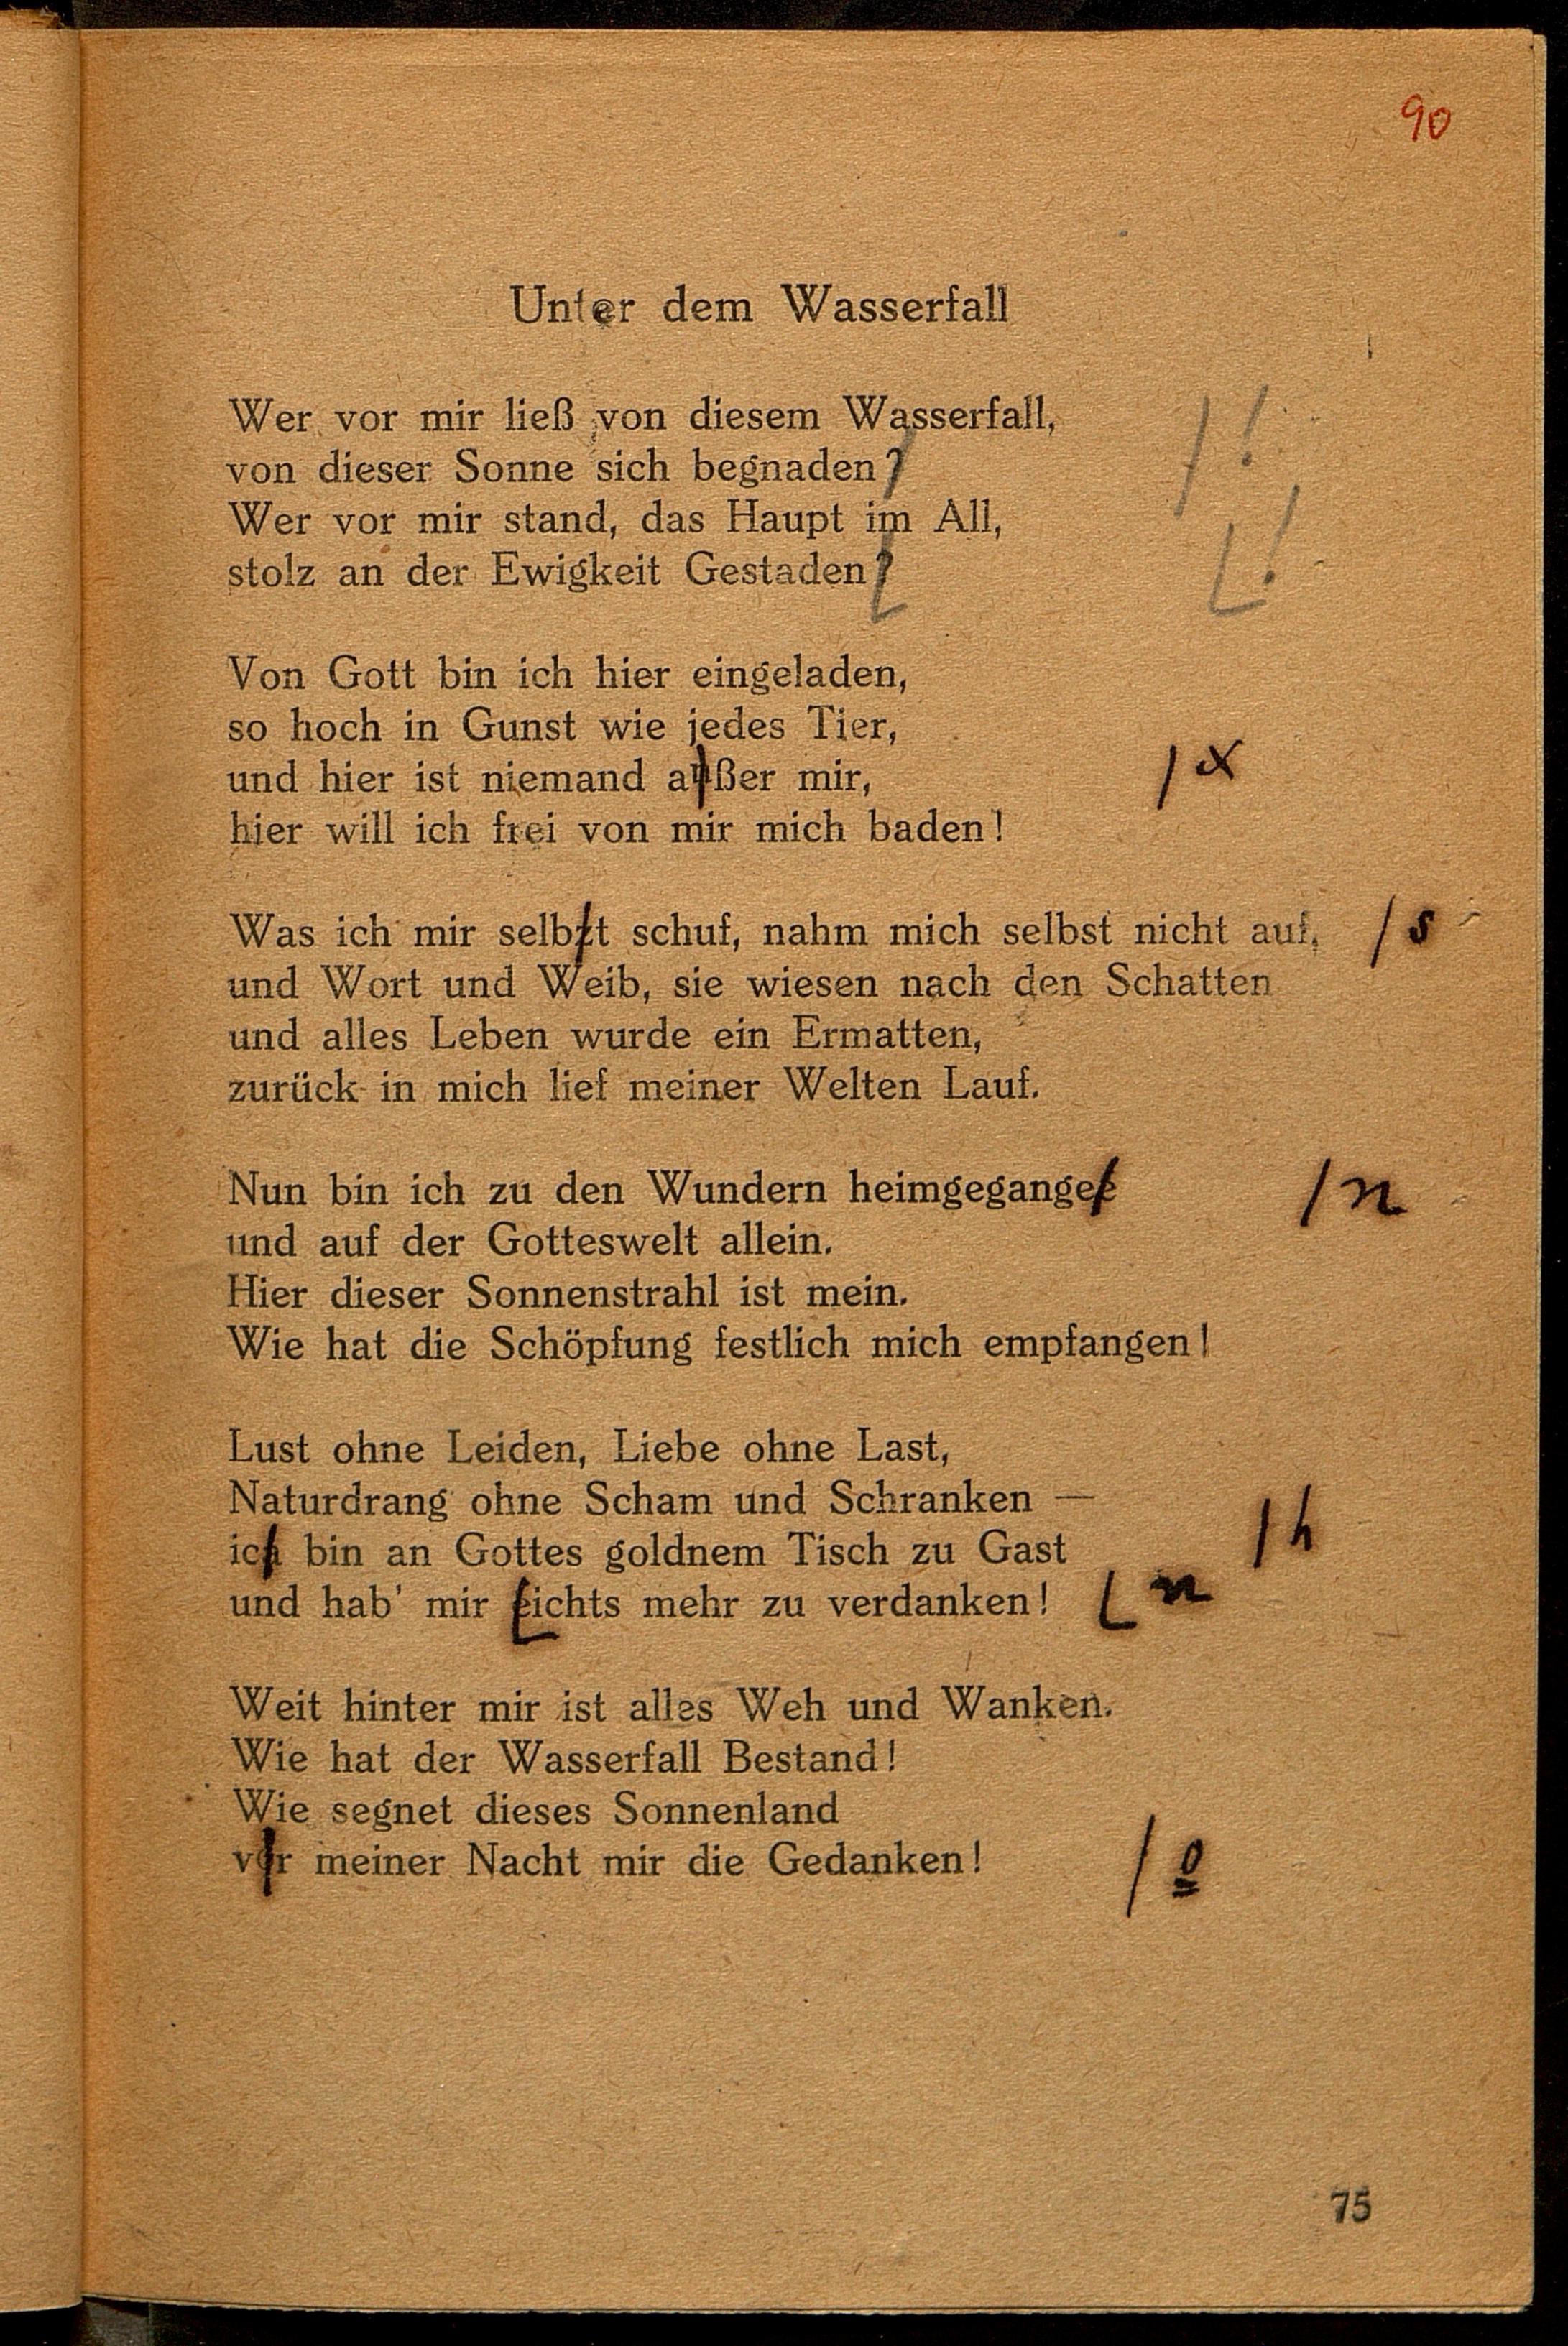 90
Unter dem Wasserfall
Wer vor mir ließ von diesem Wasserfall, / !
von dieser Sonne sich begnaden?
Wer vor mir stand, das Haupt im All, ⌊ !
stolz an der Ewigkeit Gestaden?
Von Gott bin ich hier eingeladen,
so hoch in Gunst wie jedes Tier,
und hier ist niemand außer mir, /
hier will ich frei von mir mich baden!
Was ich mir selbzt schuf, nahm mich selbst nicht auf, / s
und Wort und Weib, sie wiesen nach den Schatten
und alles Leben wurde ein Ermatten,
zurück in mich lief meiner Welten Lauf.
Nun bin ich zu den Wundern heimgegangee / n
und auf der Gotteswelt allein.
Hier dieser Sonnenstrahl ist mein.
Wie hat die Schöpfung festlich mich empfangen!
Lust ohne Leiden, Liebe ohne Last,
Naturdrang ohne Scham und Schranken —
ich bin an Gottes goldnem Tisch zu Gast / h
und hab' mir eichts mehr zu verdanken! ⌊ n
Weit hinter mir ist alles Weh und Wanken.
Wie hat der Wasserfall Bestand!
Wie segnet dieses Sonnenland
vor meiner Nacht mir die Gedanken! / o
75